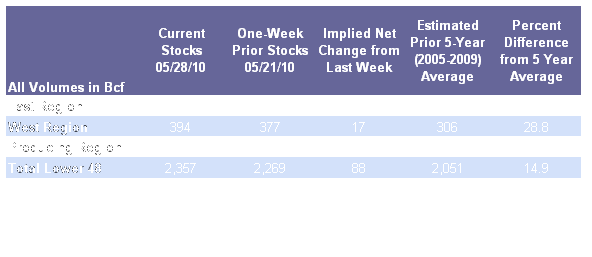 All Volumes in Bcf Current Stocks 05/28/10 One-Week Prior Stocks 05/21/10 Implied Net Change from Last Week Estimated Prior 5-Year (2005-2009) Average Percent Difference from 5 Year Average
East Region
West Region 394 377 17 306 28.8
Producing Region
Total Lower 48 2,357 2,269 88 2,051 14.9